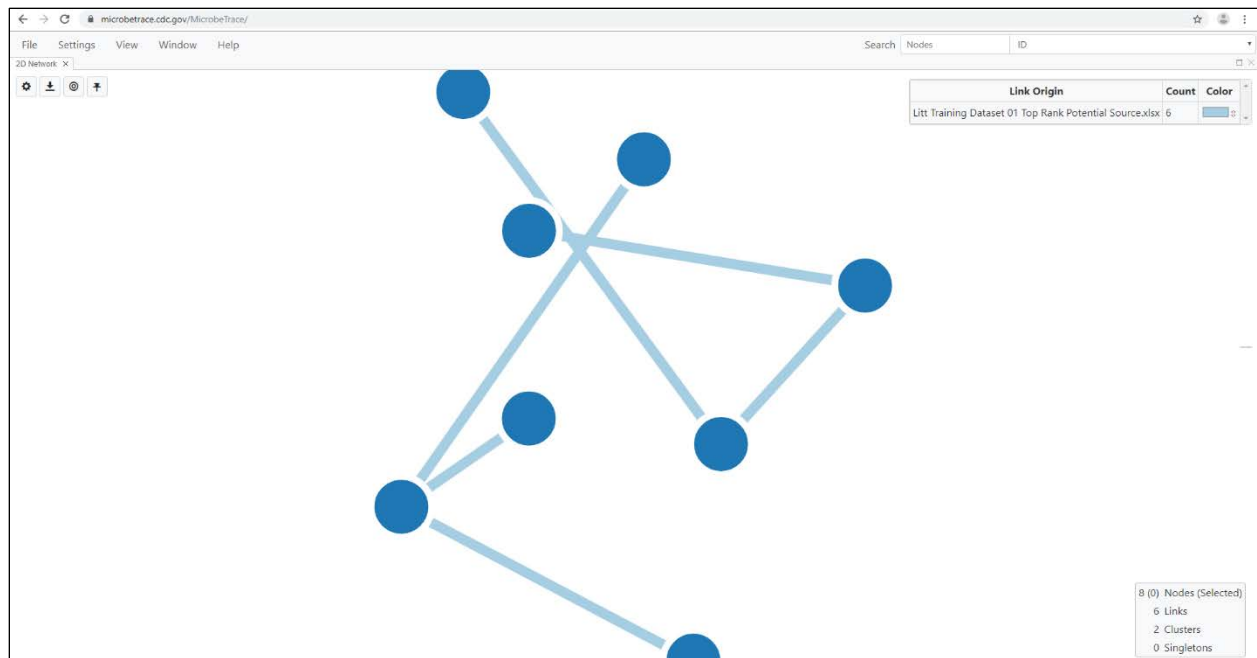 microbetrace.cdc.gov/MicrobeTrace/
File Settings View Window Help Search Nodes ID
2D Network ×
Link Origin Count Color
Litt Training Dataset 01 Top Rank Potential Source.xlsx 6
8 (0) Nodes (Selected)
6 Links
2 Clusters
0 Singletons